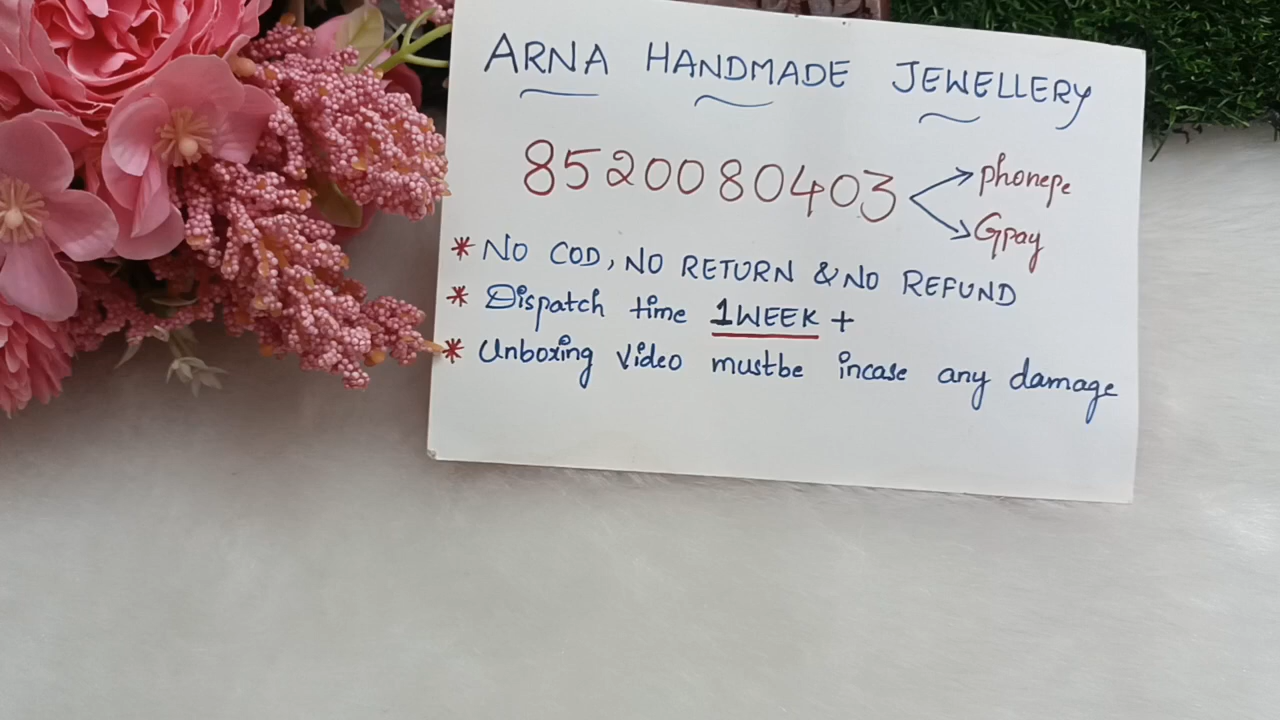 ARNA HANDMADE JEWELLERY
8520080403 → phonepe
→ Gpay
* NO COD, NO RETURN & NO REFUND
* Dispatch time 1WEEK +
* Unboxing video mustbe incase any damage